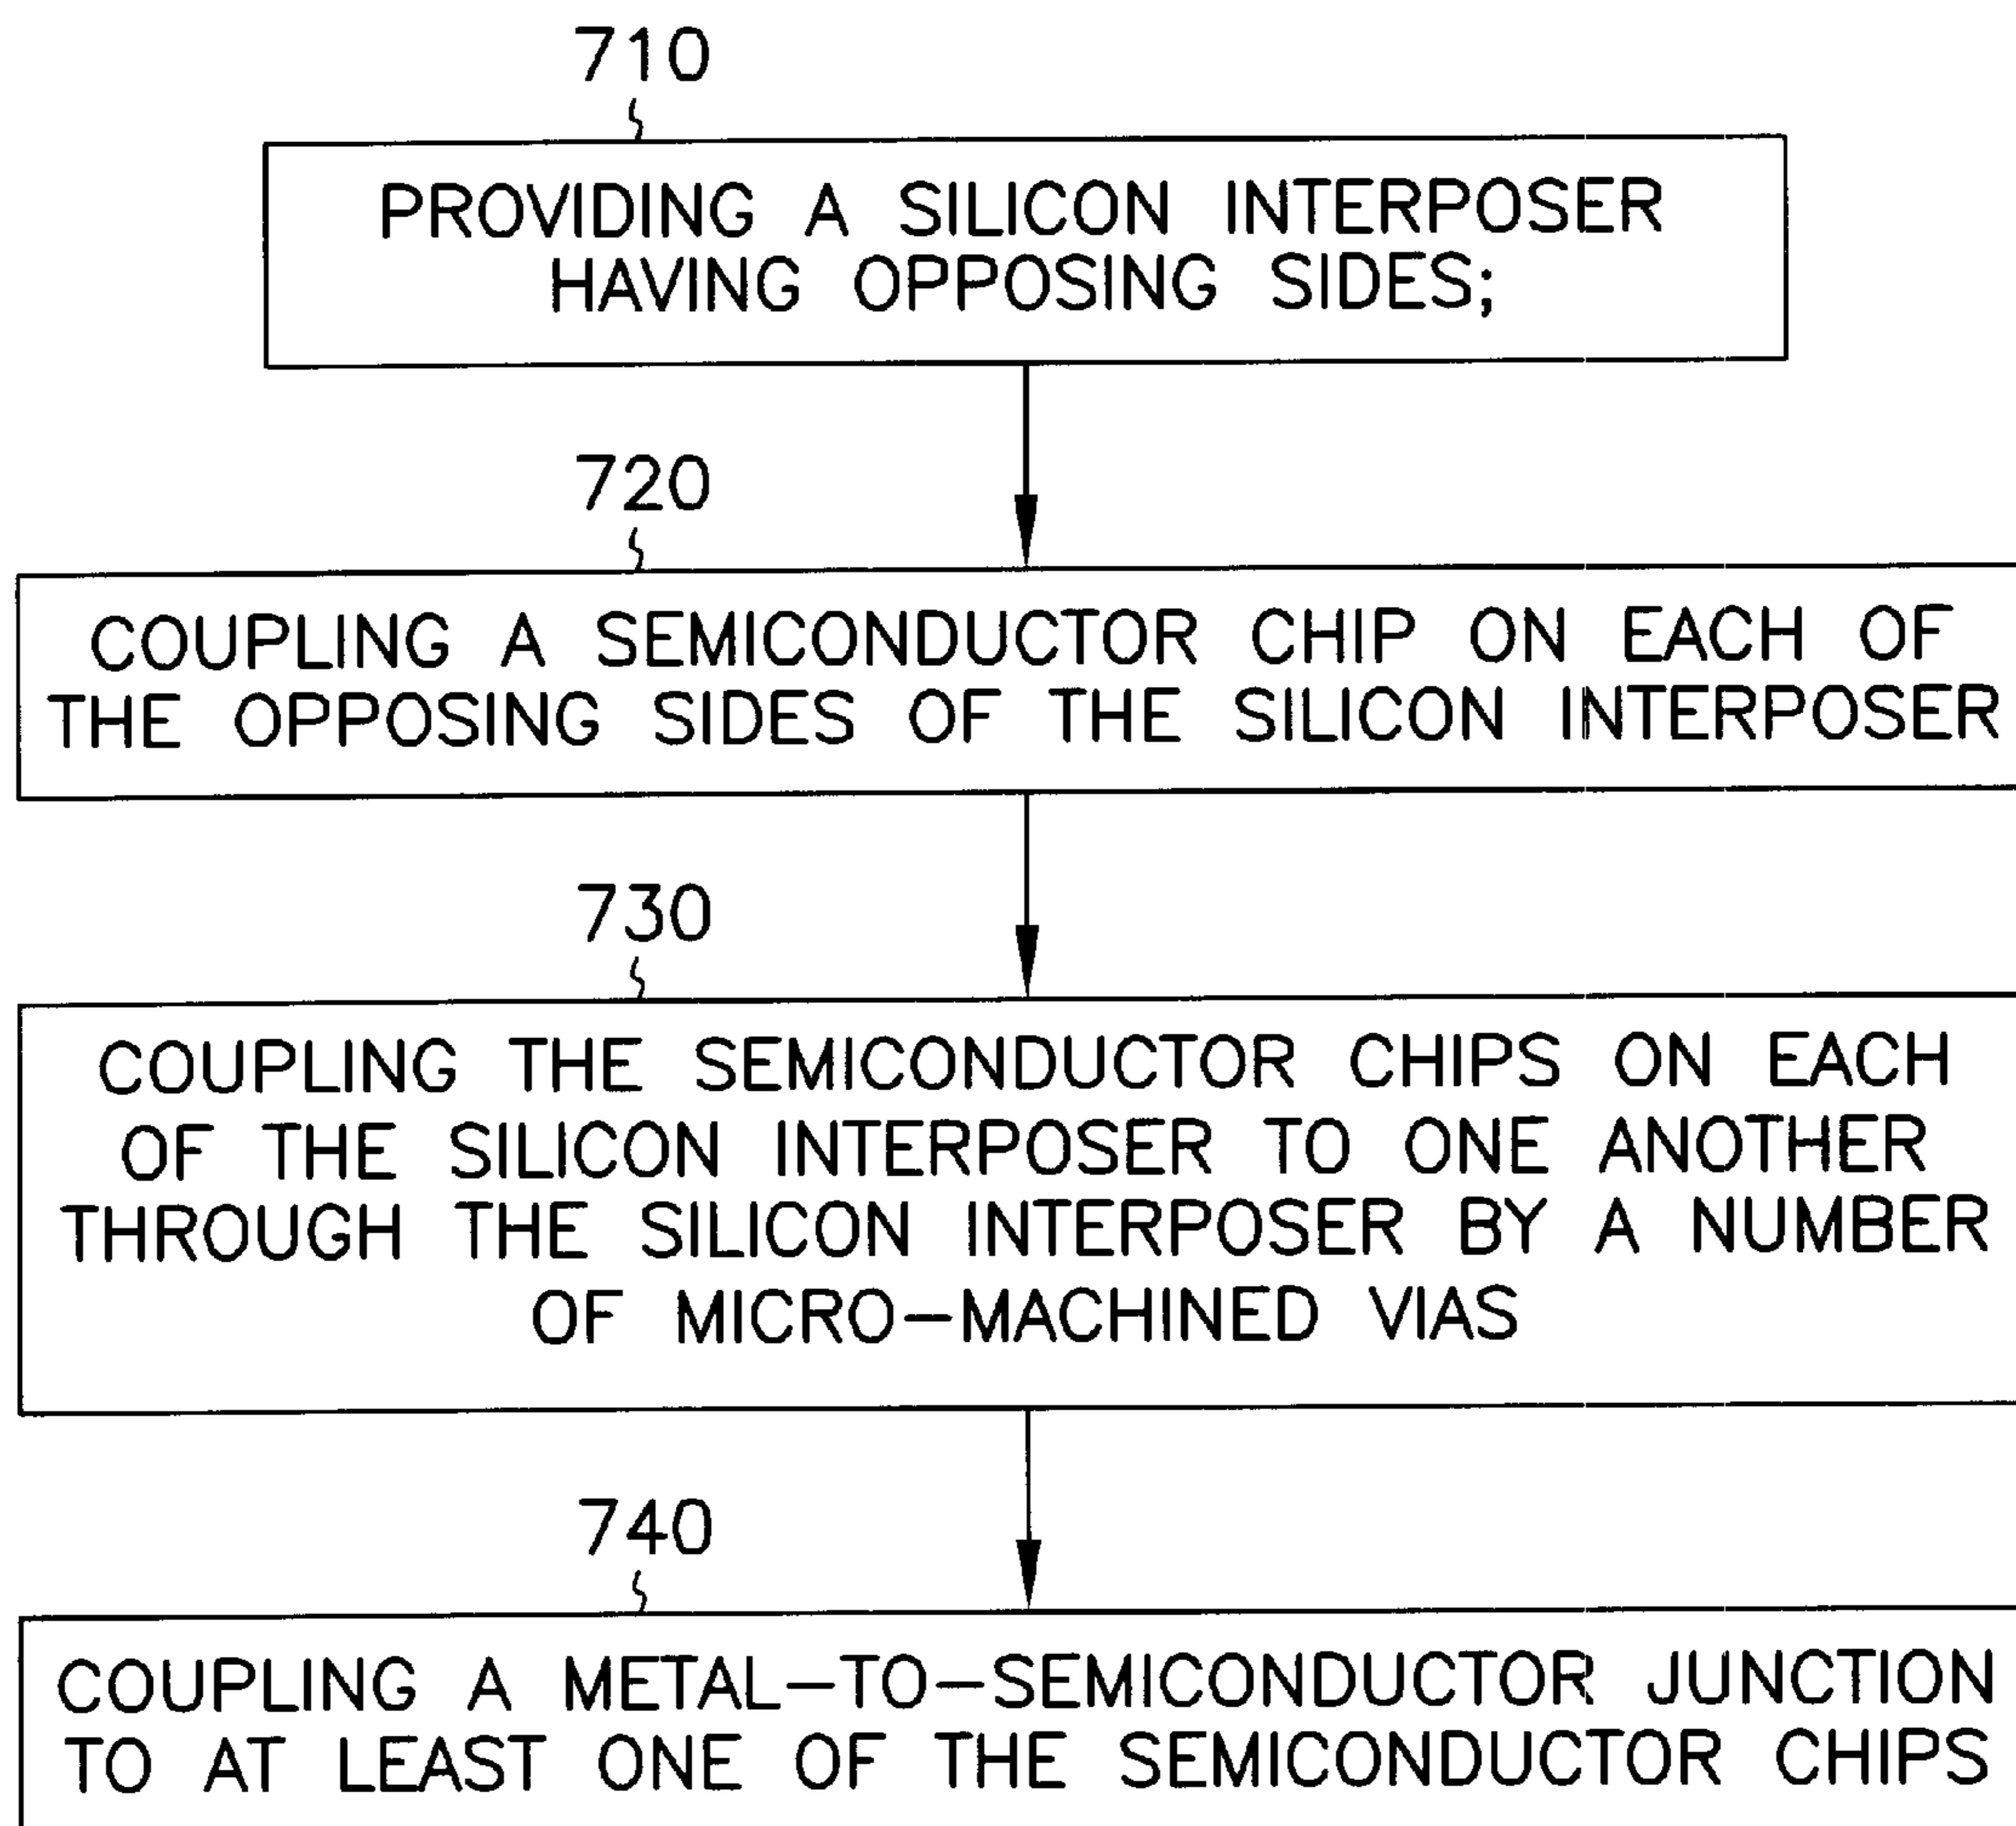 710
PROVIDING A SILICON INTERPOSER
HAVING OPPOSING SIDES;
720
COUPLING A SEMICONDUCTOR CHIP ON EACH OF
THE OPPOSING SIDES OF THE SILICON INTERPOSER
730
COUPLING THE SEMICONDUCTOR CHIPS ON EACH
OF THE SILICON INTERPOSER TO ONE ANOTHER
THROUGH THE SILICON INTERPOSER BY A NUMBER
OF MICRO—MACHINED VIAS
740
COUPLING A METAL—TO—SEMICONDUCTOR JUNCTION
TO AT LEAST ONE OF THE SEMICONDUCTOR CHIPS